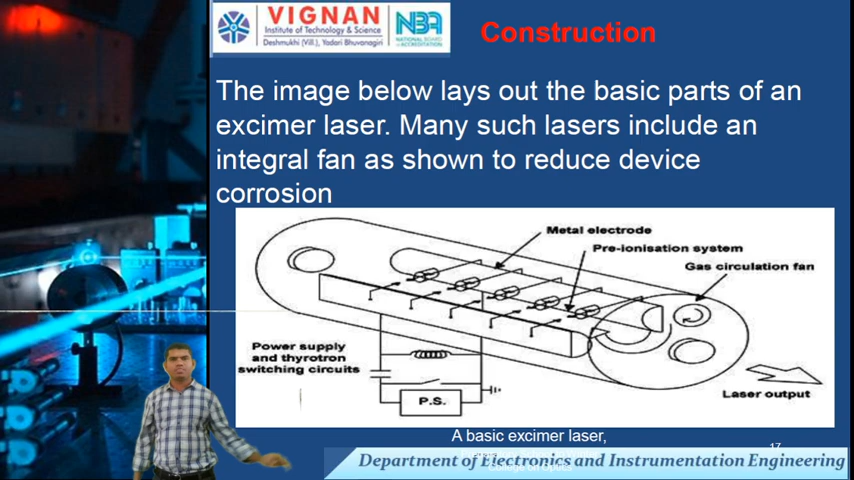 VIGNAN
Institute of Technology & Science
Deshmukhi (Vill.), Yadari Bhuvanagiri
NBA
NATIONAL BOARD
of ACCREDITATION
Construction
The image below lays out the basic parts of an
excimer laser. Many such lasers include an
integral fan as shown to reduce device
corrosion
Metal electrode
Pre-ionisation system
Gas circulation fan
Power supply
and thyrotron
switching circuits
P.S.
Laser output
A basic excimer laser,
17
College on Optics
Department of Electronics and Instrumentation Engineering